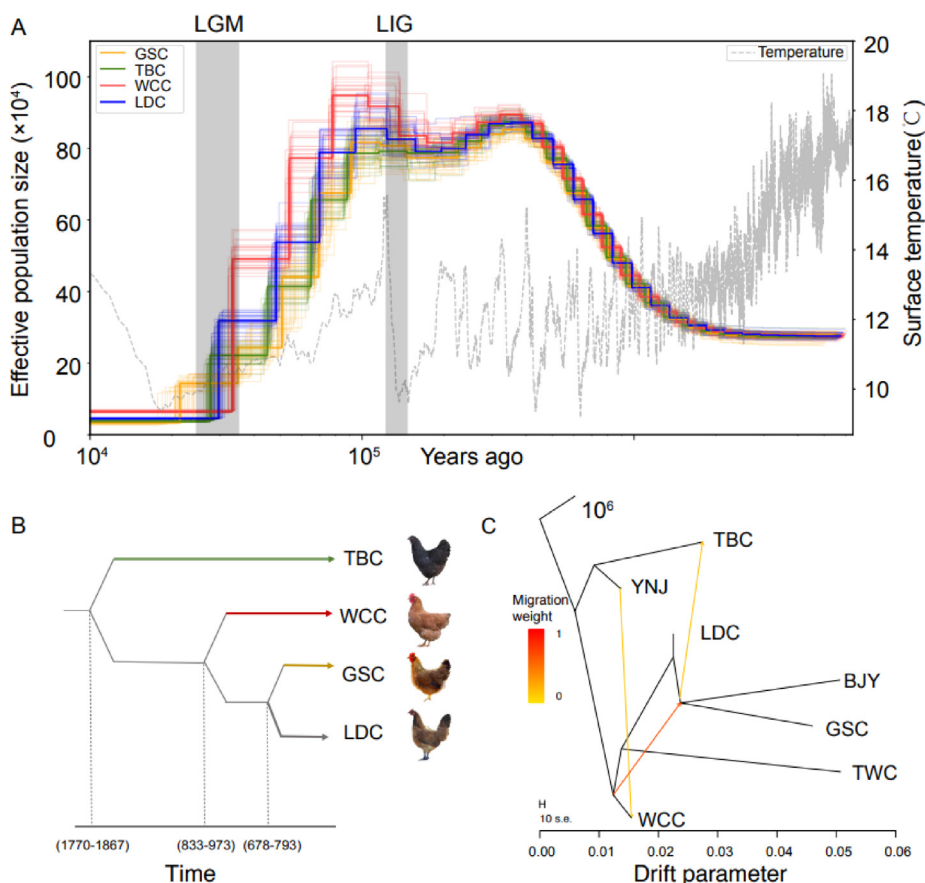 A
LGM
LIG
GSC
TBC
WCC
LDC
Temperature
Effective population size (×10⁴)
100
80
60
40
20
0
Surface temperature(℃)
20
18
16
14
12
10
10⁴
10⁵
Years ago
B
TBC
WCC
GSC
LDC
(1770-1867)
(833-973)
(678-793)
Time
C
10⁶
TBC
YNJ
Migration
weight
1
0
LDC
BJY
GSC
TWC
WCC
H
10 s.e.
0.00
0.01
0.02
0.03
0.04
0.05
0.06
Drift parameter